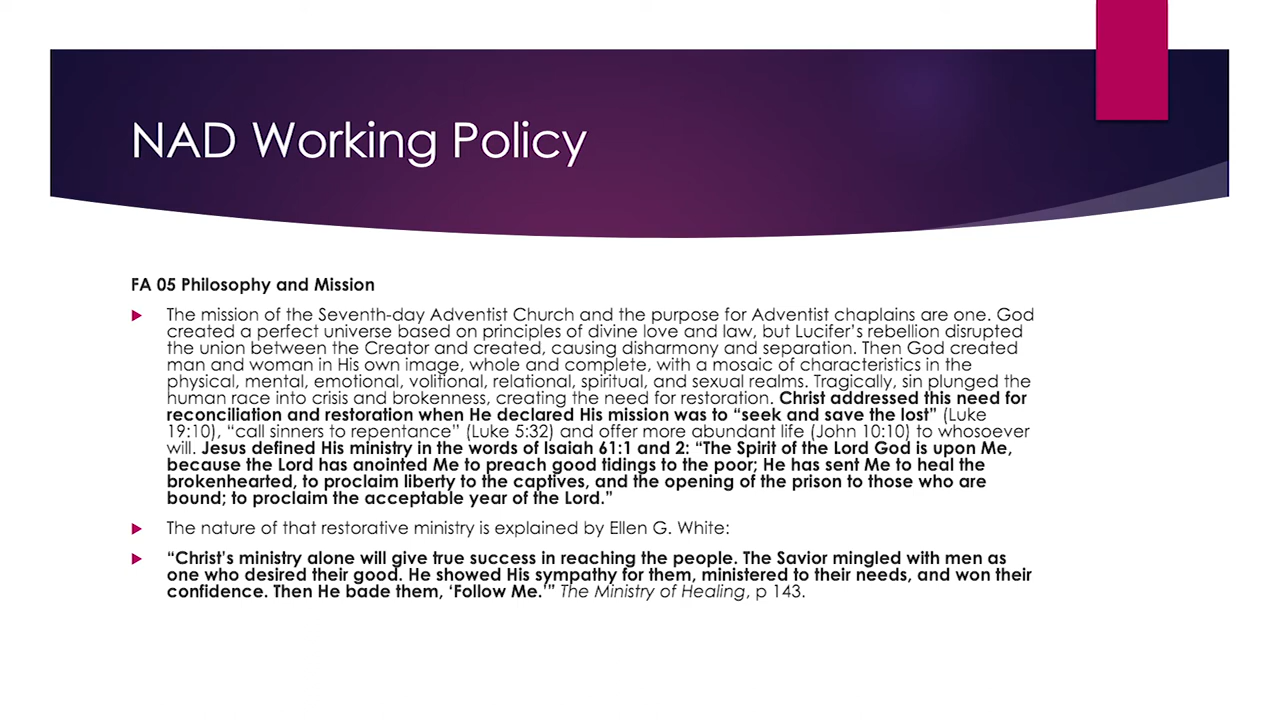 NAD Working Policy
FA 05 Philosophy and Mission
The mission of the Seventh-day Adventist Church and the purpose for Adventist chaplains are one. God
created a perfect universe based on principles of divine love and law, but Lucifer’s rebellion disrupted
the union between the Creator and created, causing disharmony and separation. Then God created
man and woman in His own image, whole and complete, with a mosaic of characteristics in the
physical, mental, emotional, volitional, relational, spiritual, and sexual realms. Tragically, sin plunged the
human race into crisis and brokenness, creating the need for restoration. Christ addressed this need for
reconciliation and restoration when He declared His mission was to “seek and save the lost” (Luke
19:10), “call sinners to repentance” (Luke 5:32) and offer more abundant life (John 10:10) to whosoever
will. Jesus defined His ministry in the words of Isaiah 61:1 and 2: “The Spirit of the Lord God is upon Me,
because the Lord has anointed Me to preach good tidings to the poor; He has sent Me to heal the
brokenhearted, to proclaim liberty to the captives, and the opening of the prison to those who are
bound; to proclaim the acceptable year of the Lord.”
The nature of that restorative ministry is explained by Ellen G. White:
“Christ’s ministry alone will give true success in reaching the people. The Savior mingled with men as
one who desired their good. He showed His sympathy for them, ministered to their needs, and won their
confidence. Then He bade them, ‘Follow Me.’” The Ministry of Healing, p 143.